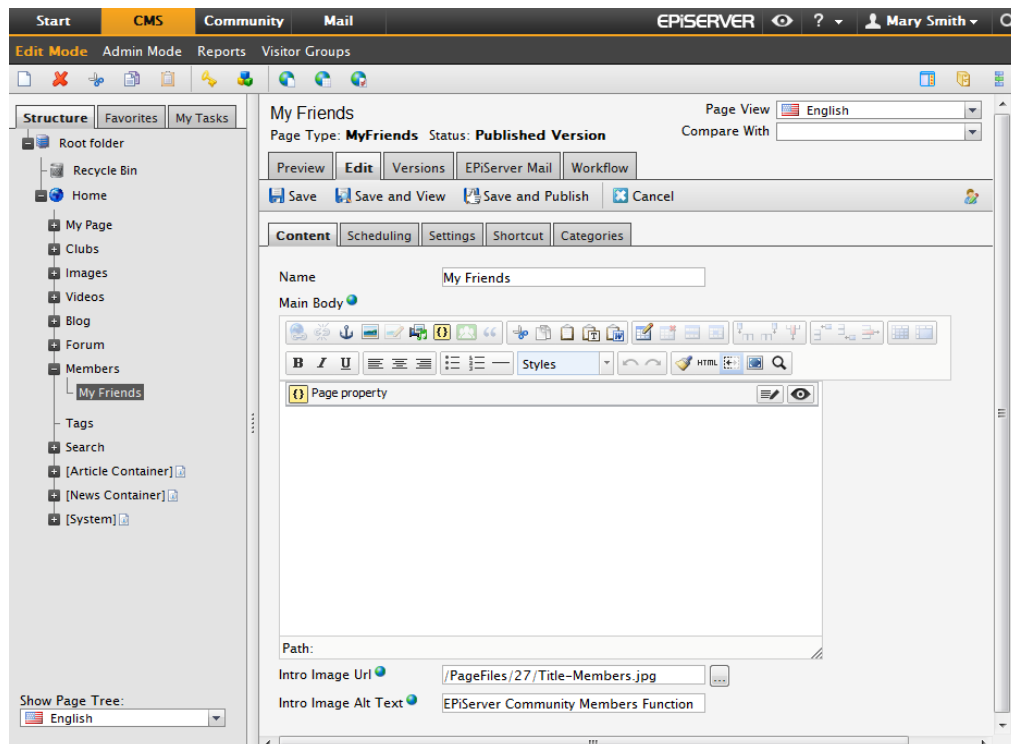 Start CMS Community Mail EPiSERVER ? Mary Smith
Edit Mode Admin Mode Reports Visitor Groups
Structure Favorites My Tasks
Root folder
Recycle Bin
Home
My Page
Clubs
Images
Videos
Blog
Forum
Members
My Friends
Tags
Search
[Article Container]
[News Container]
[System]
Show Page Tree:
English
My Friends
Page View English
Page Type: MyFriends Status: Published Version
Compare With
Preview Edit Versions EPiServer Mail Workflow
Save Save and View Save and Publish Cancel
Content Scheduling Settings Shortcut Categories
Name My Friends
Main Body
B I U Styles HTML
{} Page property
Path:
Intro Image Url /PageFiles/27/Title-Members.jpg ...
Intro Image Alt Text EPiServer Community Members Function